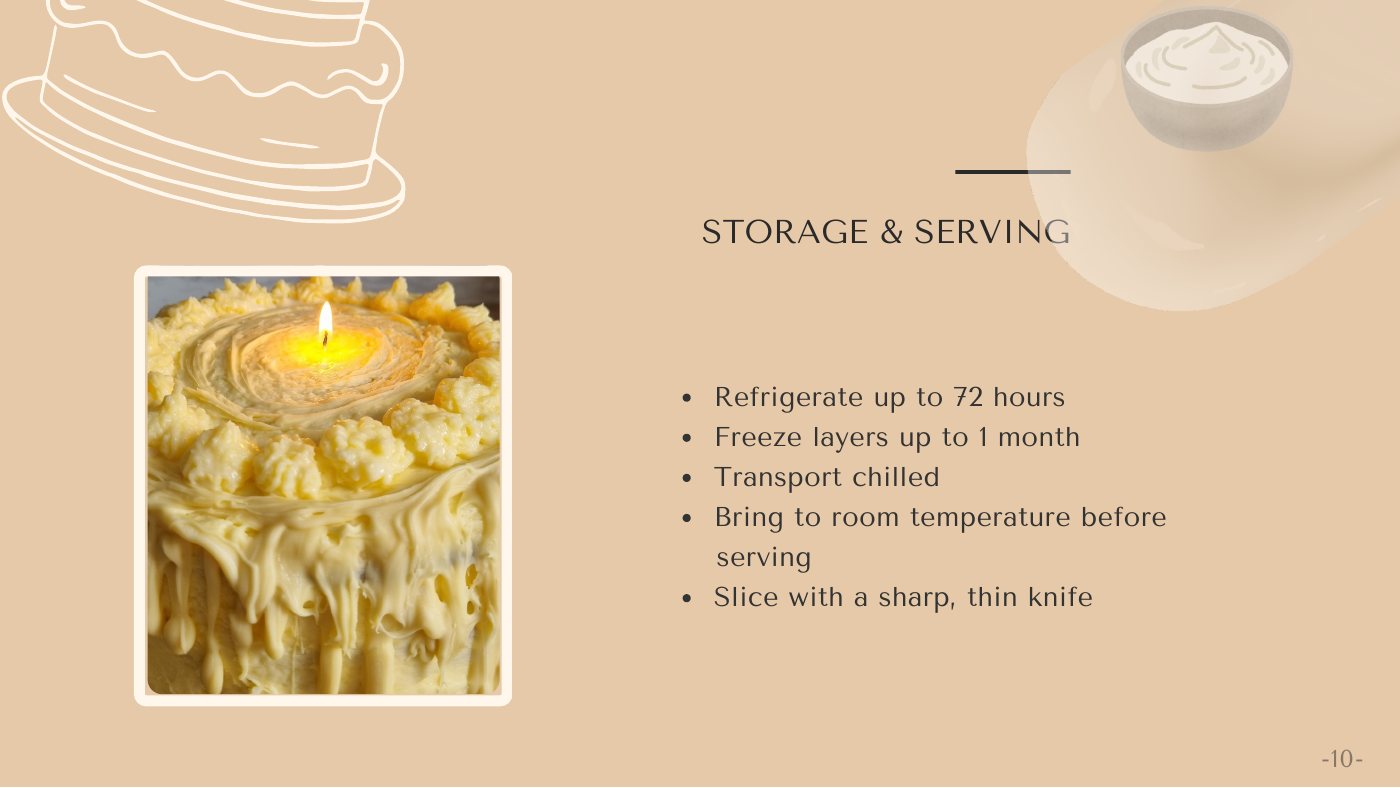 STORAGE & SERVING
• Refrigerate up to 72 hours
• Freeze layers up to 1 month
• Transport chilled
• Bring to room temperature before
serving
• Slice with a sharp, thin knife
-10-